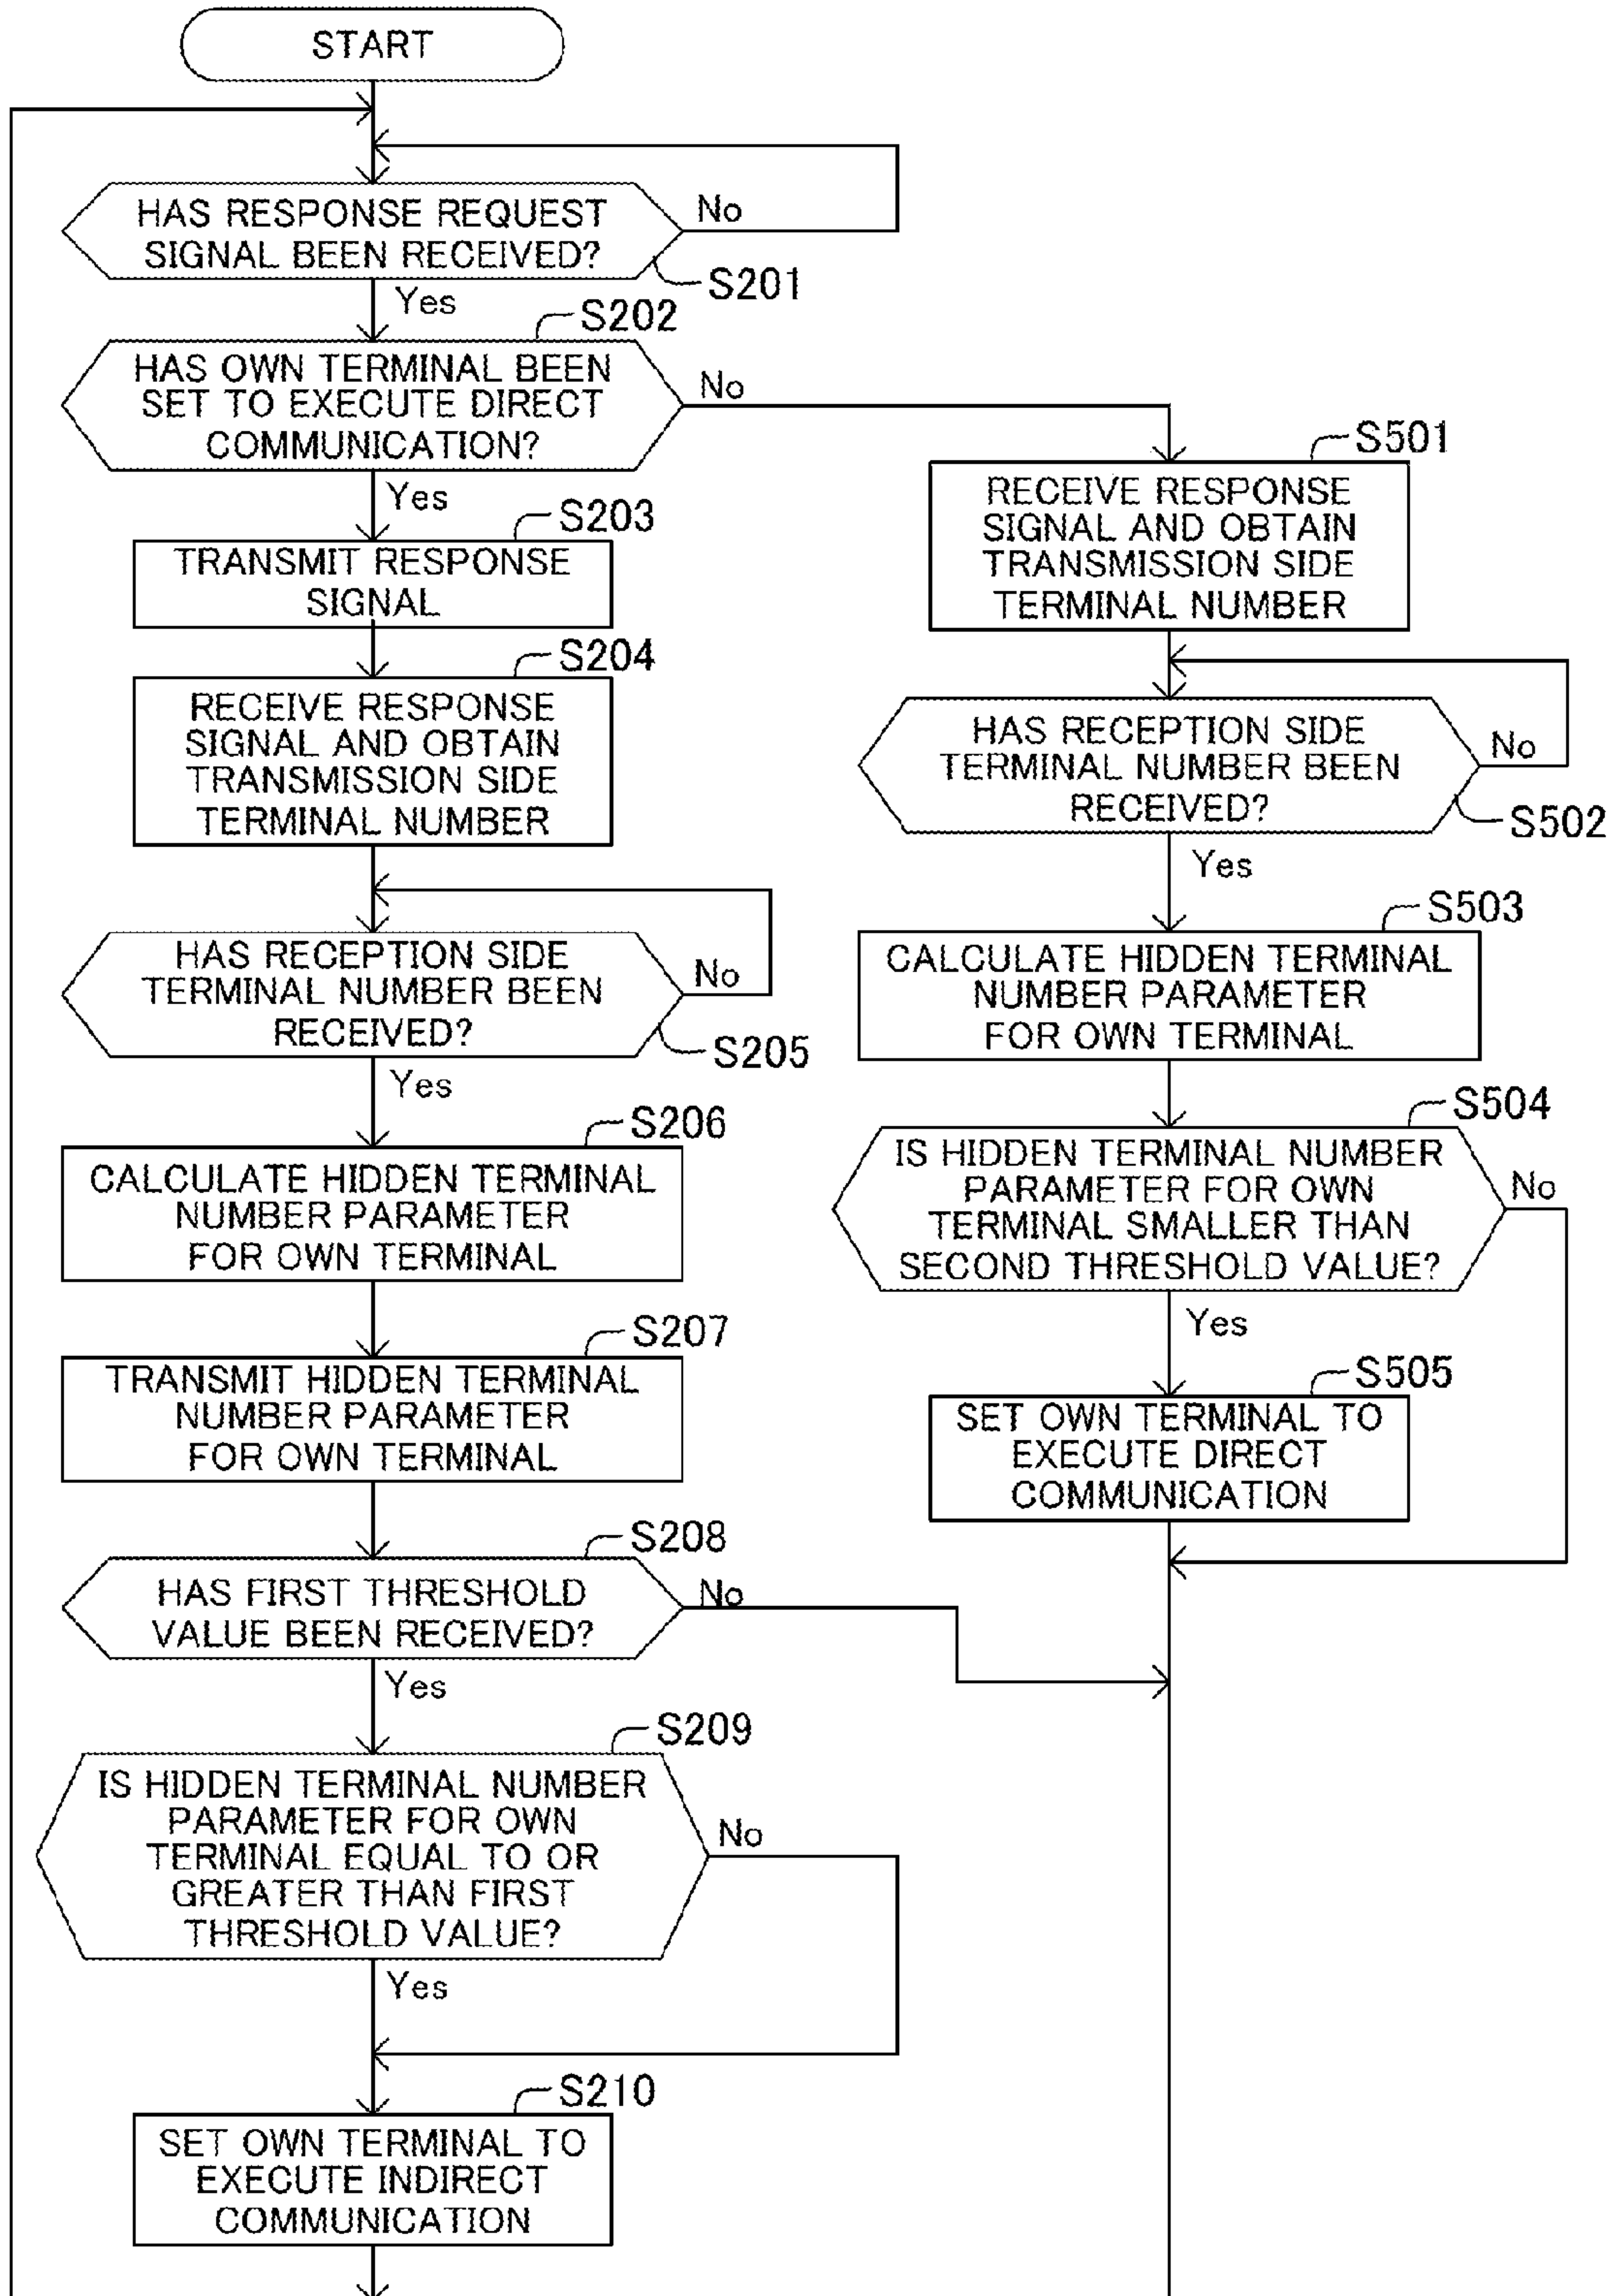 START
HAS RESPONSE REQUEST
SIGNAL BEEN RECEIVED?
No
S201
Yes
S202
HAS OWN TERMINAL BEEN
SET TO EXECUTE DIRECT
COMMUNICATION?
No
Yes
S203
TRANSMIT RESPONSE
SIGNAL
S204
RECEIVE RESPONSE
SIGNAL AND OBTAIN
TRANSMISSION SIDE
TERMINAL NUMBER
HAS RECEPTION SIDE
TERMINAL NUMBER BEEN
RECEIVED?
No
S205
Yes
S206
CALCULATE HIDDEN TERMINAL
NUMBER PARAMETER
FOR OWN TERMINAL
S207
TRANSMIT HIDDEN TERMINAL
NUMBER PARAMETER
FOR OWN TERMINAL
S208
HAS FIRST THRESHOLD
VALUE BEEN RECEIVED?
No
Yes
S209
IS HIDDEN TERMINAL NUMBER
PARAMETER FOR OWN
TERMINAL EQUAL TO OR
GREATER THAN FIRST
THRESHOLD VALUE?
No
Yes
S210
SET OWN TERMINAL TO
EXECUTE INDIRECT
COMMUNICATION
S501
RECEIVE RESPONSE
SIGNAL AND OBTAIN
TRANSMISSION SIDE
TERMINAL NUMBER
HAS RECEPTION SIDE
TERMINAL NUMBER BEEN
RECEIVED?
No
S502
Yes
S503
CALCULATE HIDDEN TERMINAL
NUMBER PARAMETER
FOR OWN TERMINAL
S504
IS HIDDEN TERMINAL NUMBER
PARAMETER FOR OWN
TERMINAL SMALLER THAN
SECOND THRESHOLD VALUE?
No
Yes
S505
SET OWN TERMINAL TO
EXECUTE DIRECT
COMMUNICATION